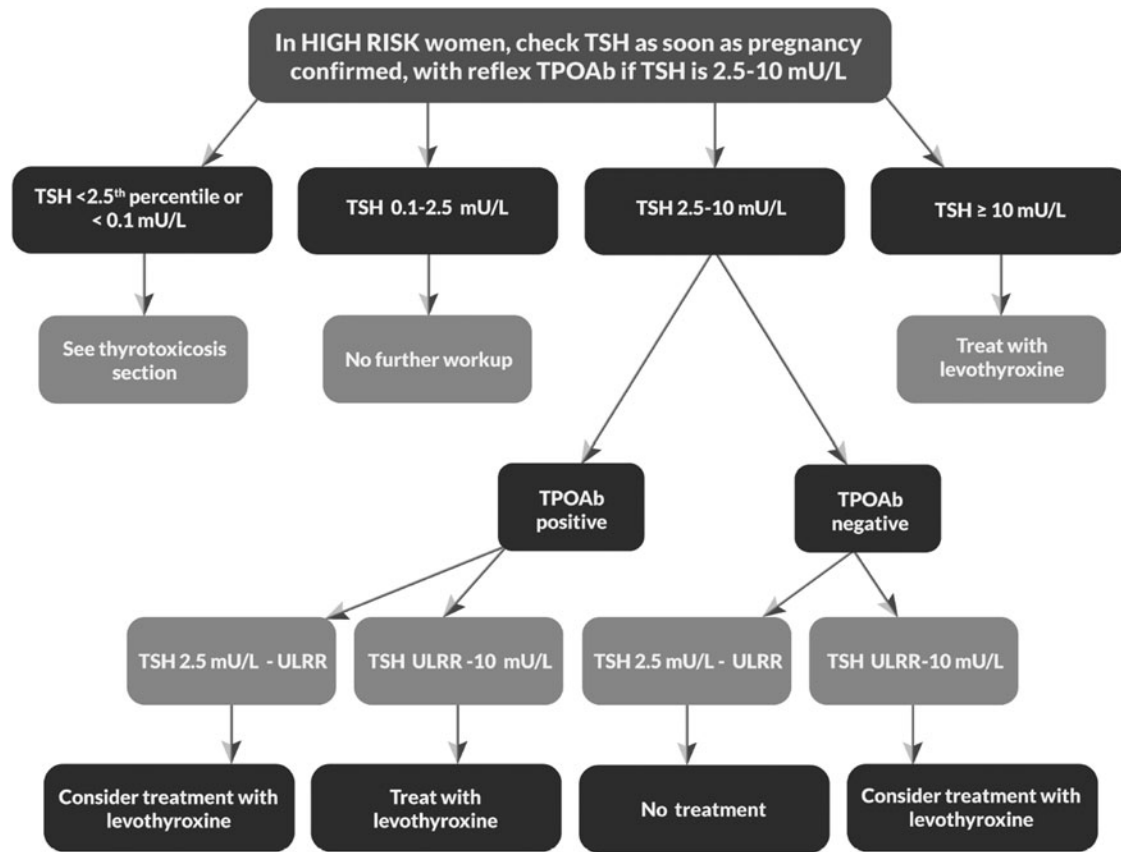 In HIGH RISK women, check TSH as soon as pregnancy
confirmed, with reflex TPOAb if TSH is 2.5-10 mU/L
TSH <2.5th percentile or
< 0.1 mU/L
TSH 0.1-2.5 mU/L
TSH 2.5-10 mU/L
TSH ≥ 10 mU/L
See thyrotoxicosis
section
No further workup
Treat with
levothyroxine
TPOAb
positive
TPOAb
negative
TSH 2.5 mU/L - ULRR
TSH ULRR -10 mU/L
TSH 2.5 mU/L - ULRR
TSH ULRR-10 mU/L
Consider treatment with
levothyroxine
Treat with
levothyroxine
No treatment
Consider treatment with
levothyroxine